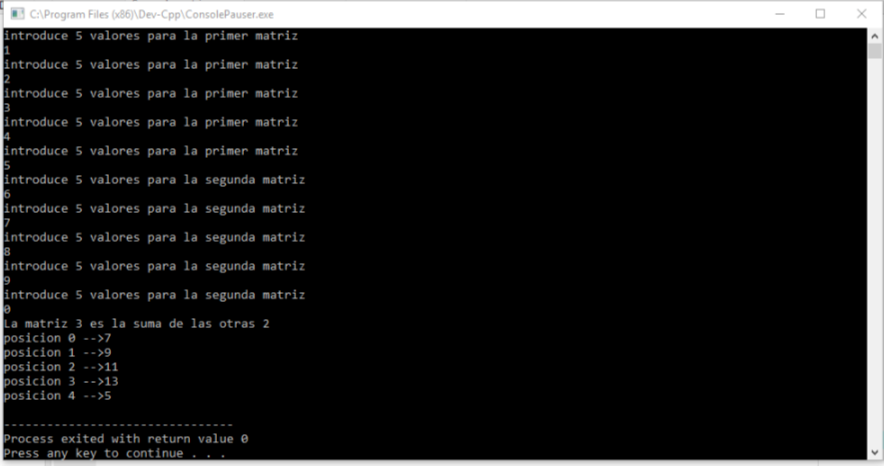 C:\Program Files (x86)\Dev-Cpp\ConsolePauser.exe
introduce 5 valores para la primer matriz
1
introduce 5 valores para la primer matriz
2
introduce 5 valores para la primer matriz
3
introduce 5 valores para la primer matriz
4
introduce 5 valores para la primer matriz
5
introduce 5 valores para la segunda matriz
6
introduce 5 valores para la segunda matriz
7
introduce 5 valores para la segunda matriz
8
introduce 5 valores para la segunda matriz
9
introduce 5 valores para la segunda matriz
0
La matriz 3 es la suma de las otras 2
posicion 0 -->7
posicion 1 -->9
posicion 2 -->11
posicion 3 -->13
posicion 4 -->5
--------------------------------
Process exited with return value 0
Press any key to continue . . .